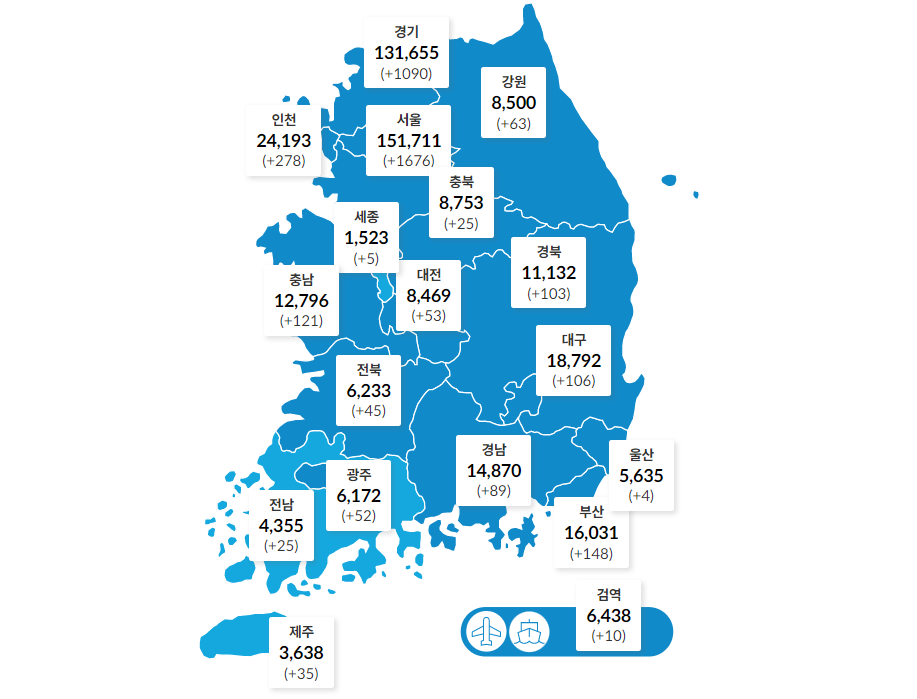 경기
131,655
(+1090)
강원
8,500
(+63)
인천
24,193
(+278)
서울
151,711
(+1676)
충북
8,753
(+25)
세종
1,523
(+5)
경북
11,132
(+103)
대전
8,469
(+53)
충남
12,796
(+121)
대구
18,792
(+106)
전북
6,233
(+45)
경남
14,870
(+89)
울산
5,635
(+4)
광주
6,172
(+52)
전남
4,355
(+25)
부산
16,031
(+148)
검역
6,438
(+10)
제주
3,638
(+35)